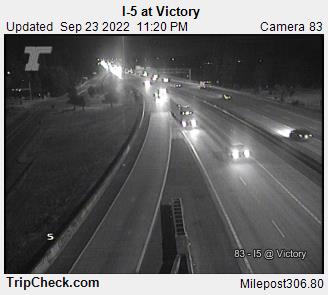 I-5 at Victory
Updated Sep 23 2022 11:20 PM Camera 83
T
S
83 - I5 @ Victory
TripCheck.com Milepost306.80